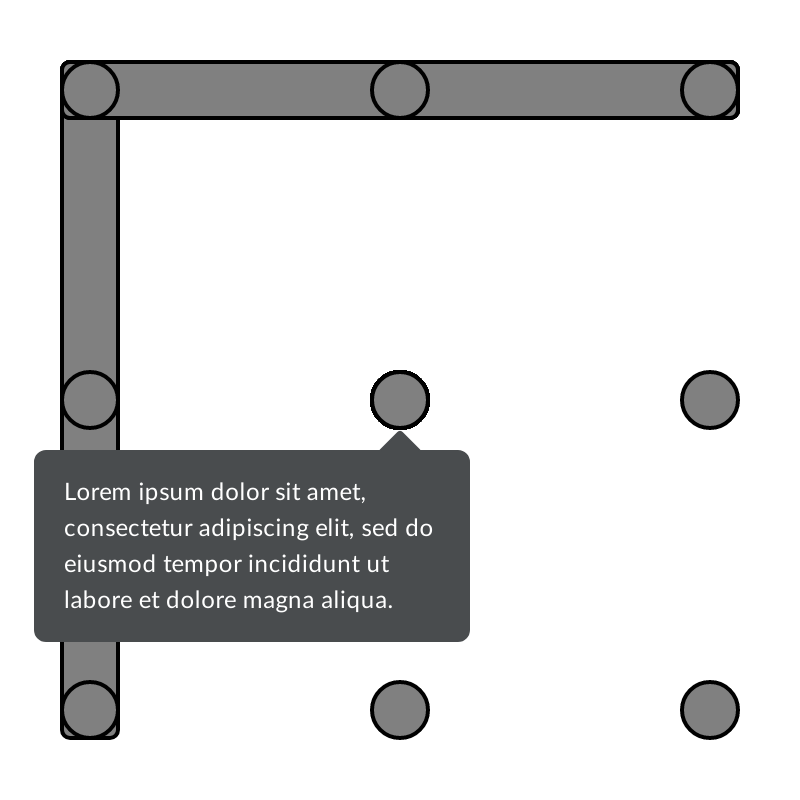 Lorem ipsum dolor sit amet,
consectetur adipiscing elit, sed do
eiusmod tempor incididunt ut
labore et dolore magna aliqua.